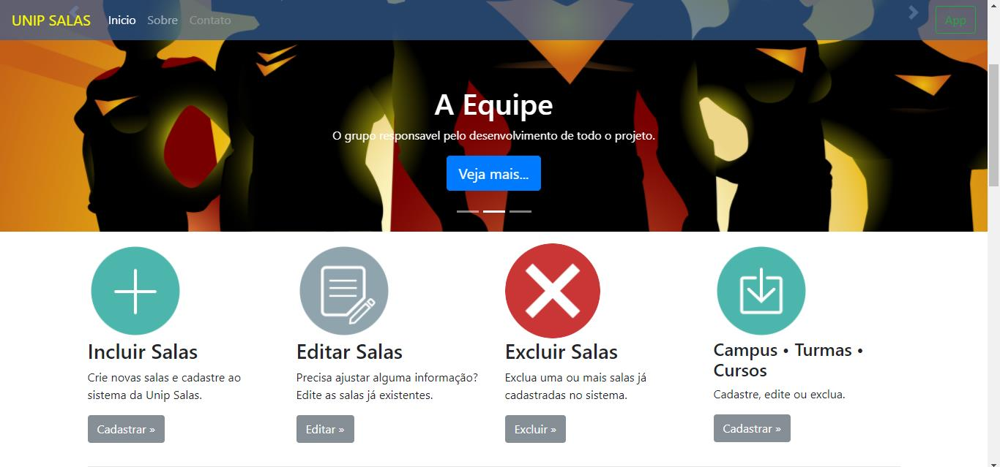 UNIP SALAS Inicio Sobre Contato App
A Equipe
O grupo responsavel pelo desenvolvimento de todo o projeto.
Veja mais...
Incluir Salas
Crie novas salas e cadastre ao
sistema da Unip Salas.
Cadastrar »
Editar Salas
Precisa ajustar alguma informação?
Edite as salas já existentes.
Editar »
Excluir Salas
Exclua uma ou mais salas já
cadastradas no sistema.
Excluir »
Campus • Turmas •
Cursos
Cadastre, edite ou exclua.
Cadastrar »